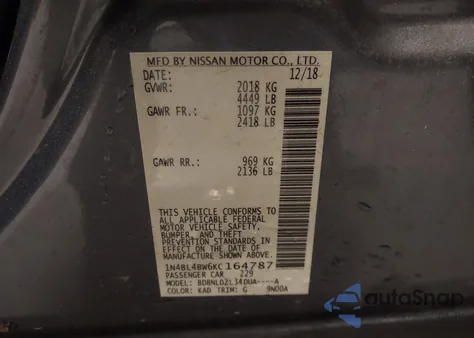 MFD BY NISSAN MOTOR CO., LTD.
DATE: 12/18
GVWR: 2018 KG
4449 LB
GAWR FR.: 1097 KG
2418 LB
GAWR RR.: 969 KG
2136 LB
THIS VEHICLE CONFORMS TO
ALL APPLICABLE FEDERAL
MOTOR VEHICLE SAFETY,
BUMPER, AND THEFT
PREVENTION STANDARDS IN
EFFECT ON THE DATE OF
MANUFACTURE SHOWN ABOVE.
1N4BL4BW6KC164787
PASSENGER CAR 229
MODEL: BDBNLD2L34DUA----A
COLOR: KAD TRIM: G 9N00A
AutoSnap